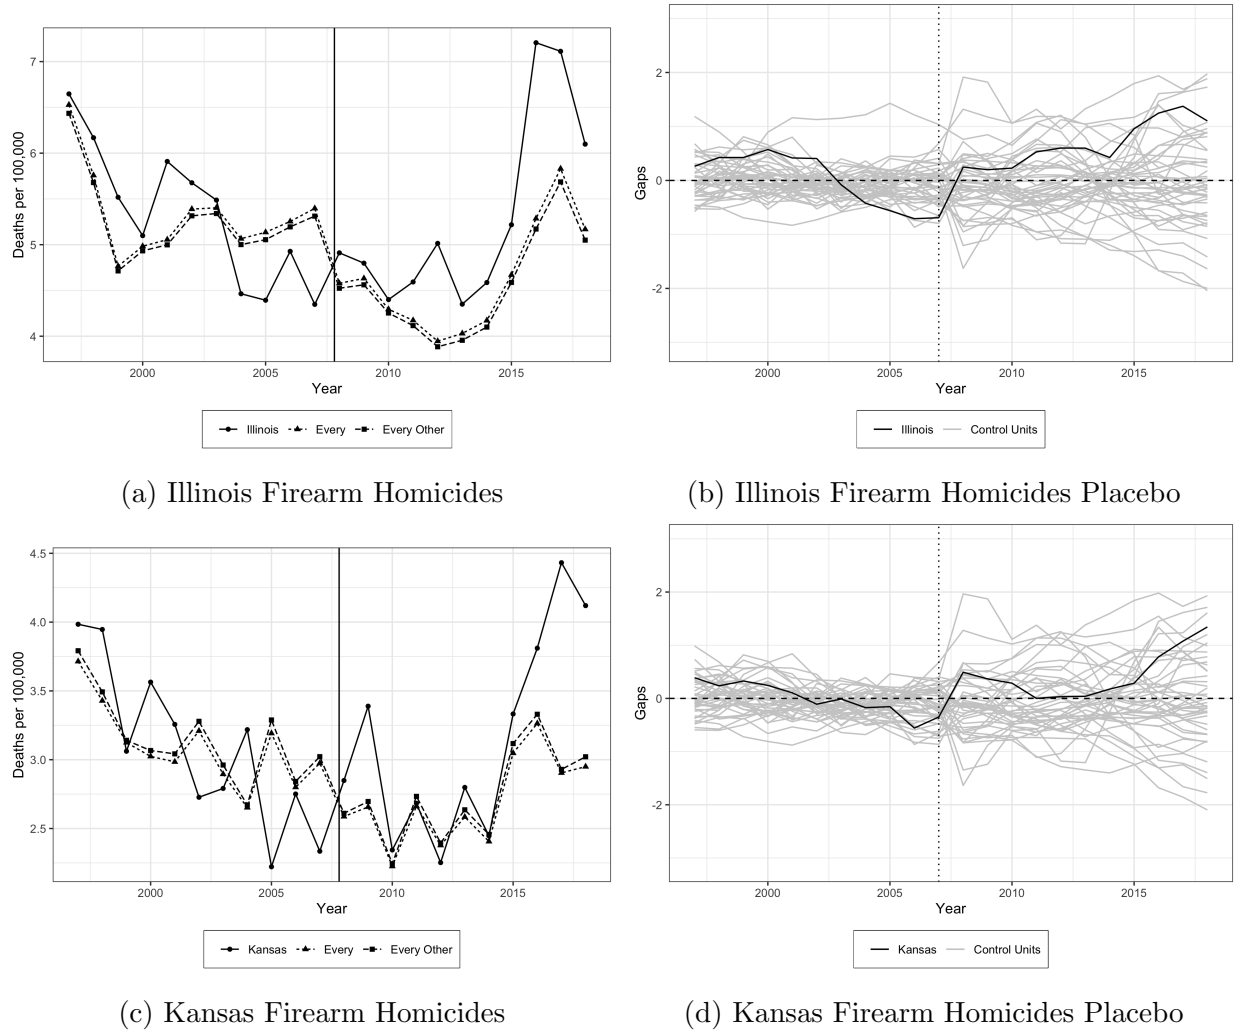 7
6
5
4
Deaths per 100,000
2000 2005 2010 2015
Year
Illinois Every Every Other
(a) Illinois Firearm Homicides
2
0
-2
Gaps
2000 2005 2010 2015
Year
Illinois Control Units
(b) Illinois Firearm Homicides Placebo
4.5
4.0
3.5
3.0
2.5
Deaths per 100,000
2000 2005 2010 2015
Year
Kansas Every Every Other
(c) Kansas Firearm Homicides
2
0
-2
Gaps
2000 2005 2010 2015
Year
Kansas Control Units
(d) Kansas Firearm Homicides Placebo